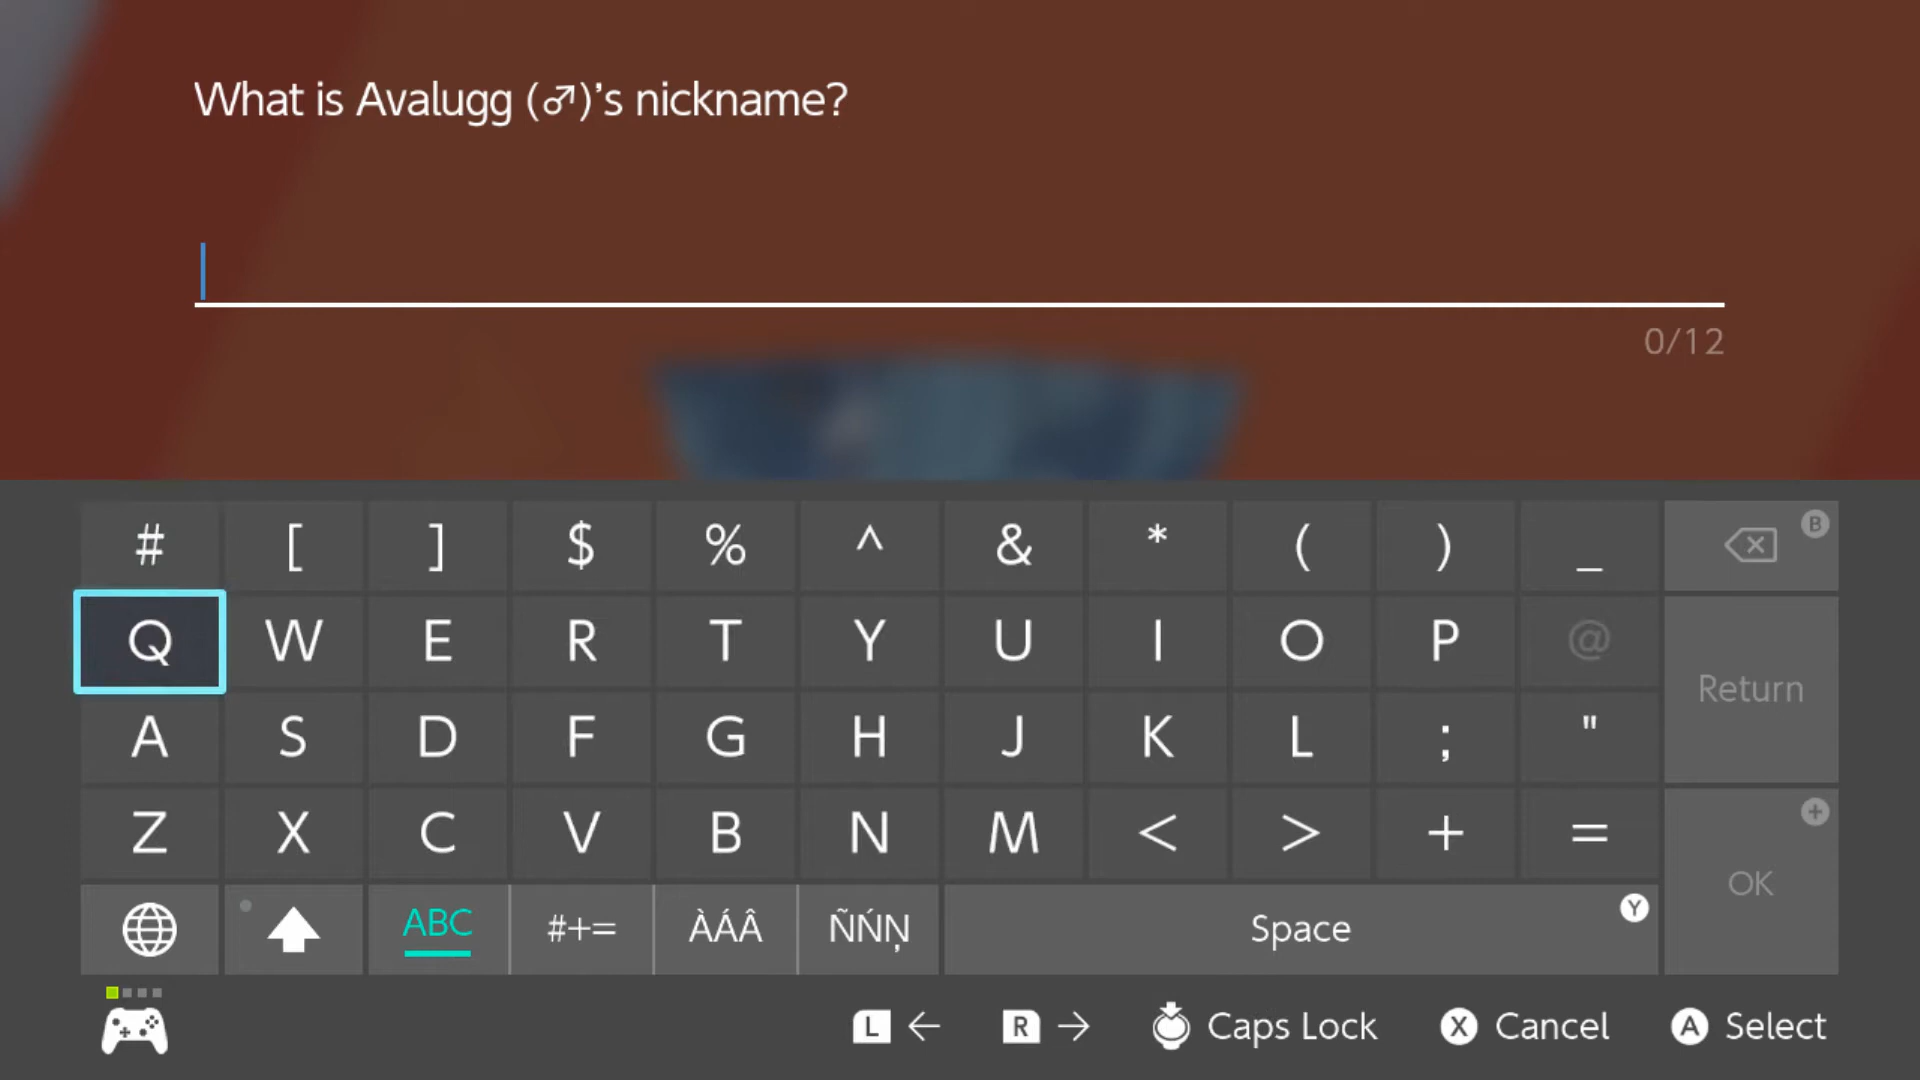 What is Avalugg (♂)'s nickname?
0/12
# [ ] $ % ^ & * ( ) _ B
Q W E R T Y U I O P @ Return
A S D F G H J K L ; "
Z X C V B N M < > + = +
ABC #+= ÀÁÂ ÑŃŅ Space Y OK
L ← R → Caps Lock X Cancel A Select